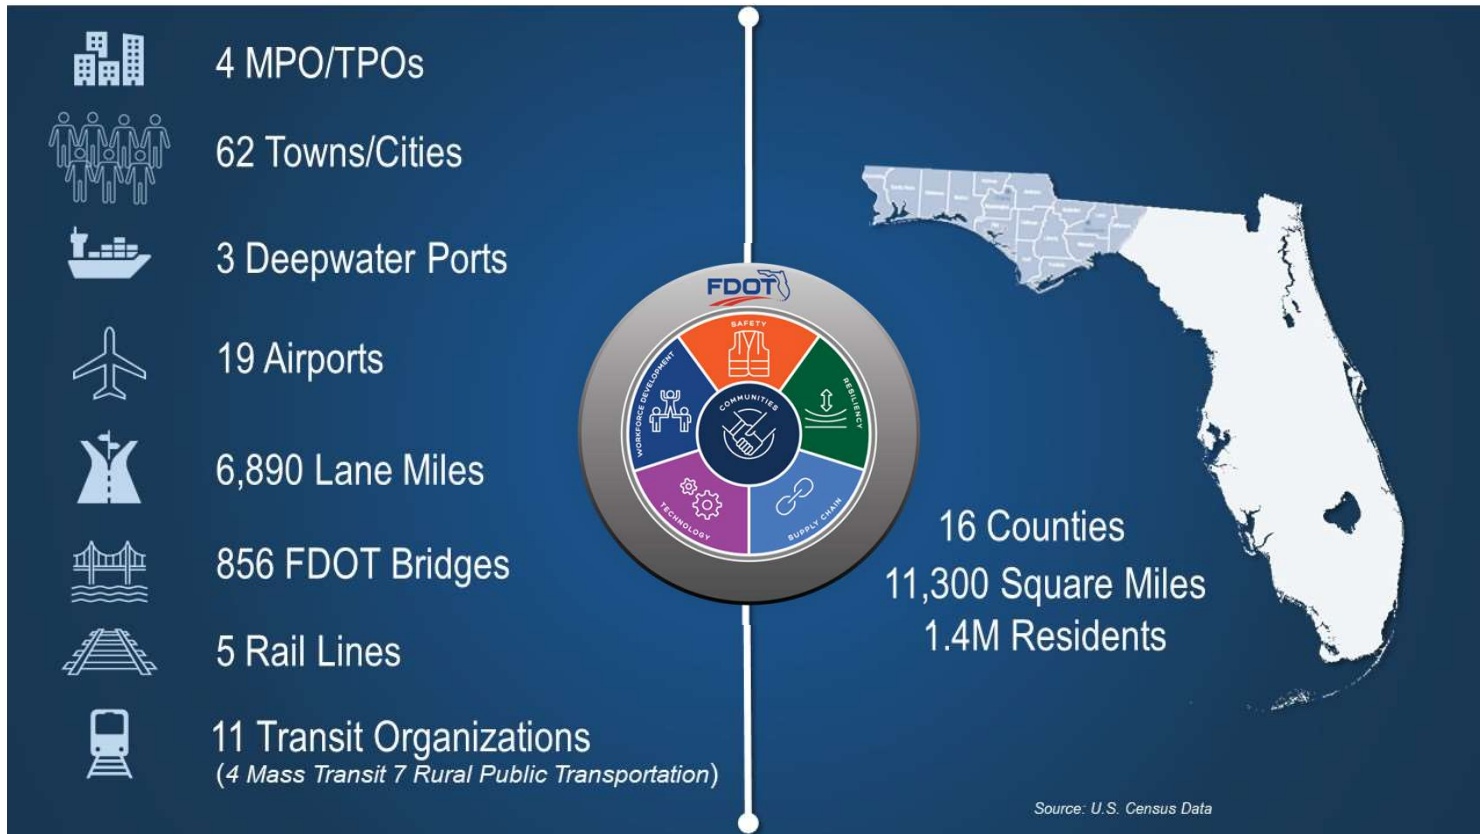 4 MPO/TPOs
62 Towns/Cities
3 Deepwater Ports
19 Airports
6,890 Lane Miles
856 FDOT Bridges
5 Rail Lines
11 Transit Organizations
(4 Mass Transit 7 Rural Public Transportation)
FDOT
SAFETY
RESILIENCY
SUPPLY CHAIN
TECHNOLOGY
WORKFORCE DEVELOPMENT
COMMUNITIES
16 Counties
11,300 Square Miles
1.4M Residents
Source: U.S. Census Data